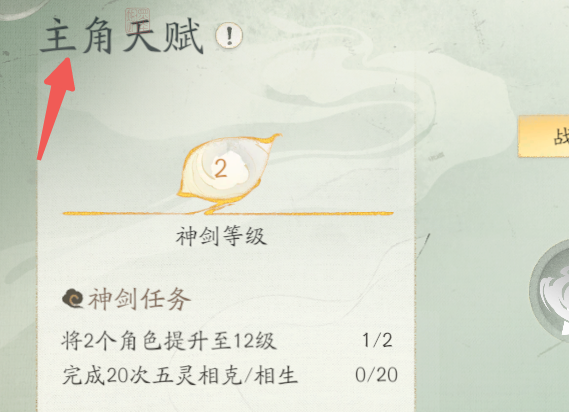 主角天赋 !
战
2
神剑等级
神剑任务
将2个角色提升至12级 1/2
完成20次五灵相克/相生 0/20